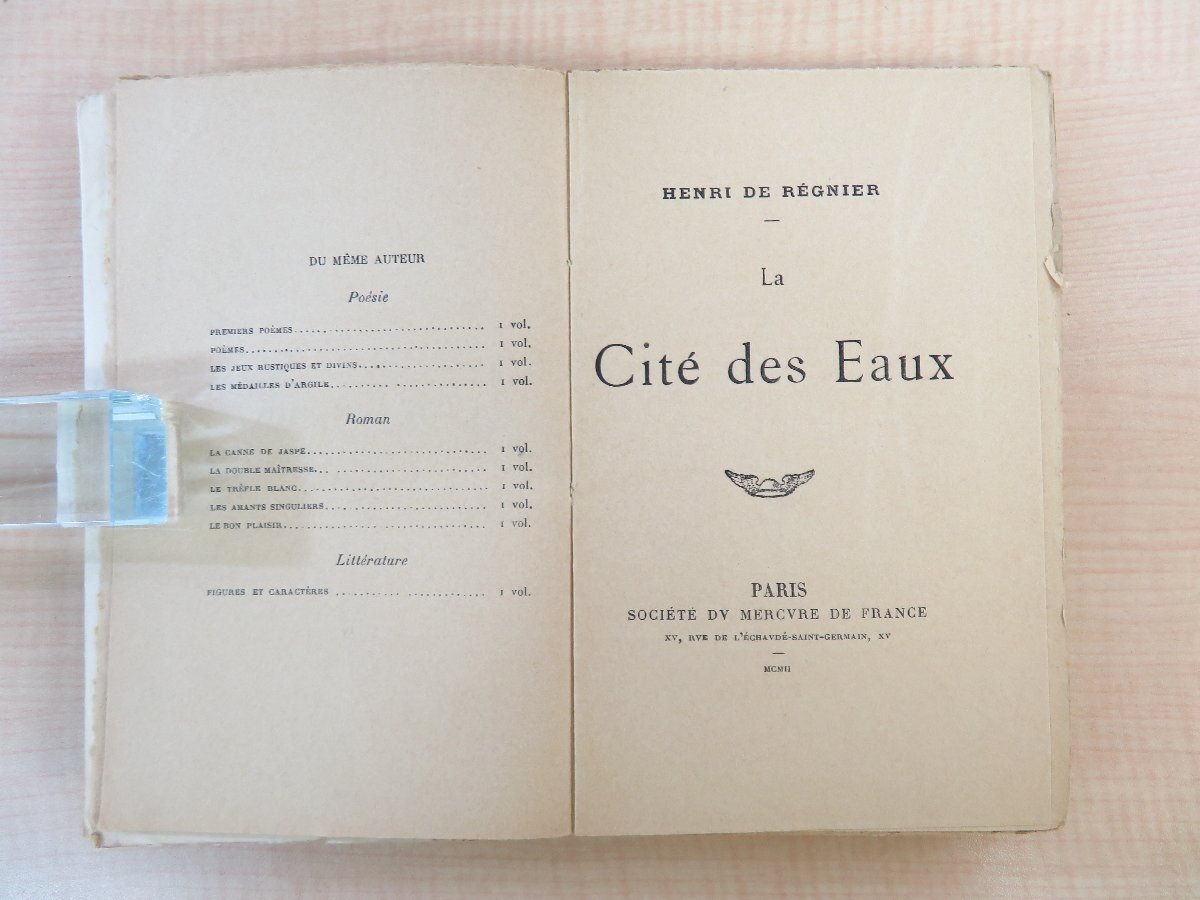 DU MÊME AUTEUR
Poésie
PREMIERS POÈMES................................ 1 vol.
POÈMES......................................... 1 vol.
LES JEUX RUSTIQUES ET DIVINS..................... 1 vol.
LES MÉDAILLES D'ARGILE.......... ................ 1 vol.
Roman
LA CANNE DE JASPE............................... 1 vol.
LA DOUBLE MAÎTRESSE... .......................... 1 vol.
LE TRÈFLE BLANC................................. 1 vol.
LES AMANTS SINGULIERS............................ 1 vol.
LE BON PLAISIR................................... 1 vol.
Littérature
FIGURES ET CARACTÈRES ........... ............. 1 vol.
HENRI DE RÉGNIER
—
La
Cité des Eaux
PARIS
SOCIÉTÉ DV MERCVRE DE FRANCE
XV, RVE DE L'ÉCHAVDÉ-SAINT-GERMAIN, XV
—
MCMII